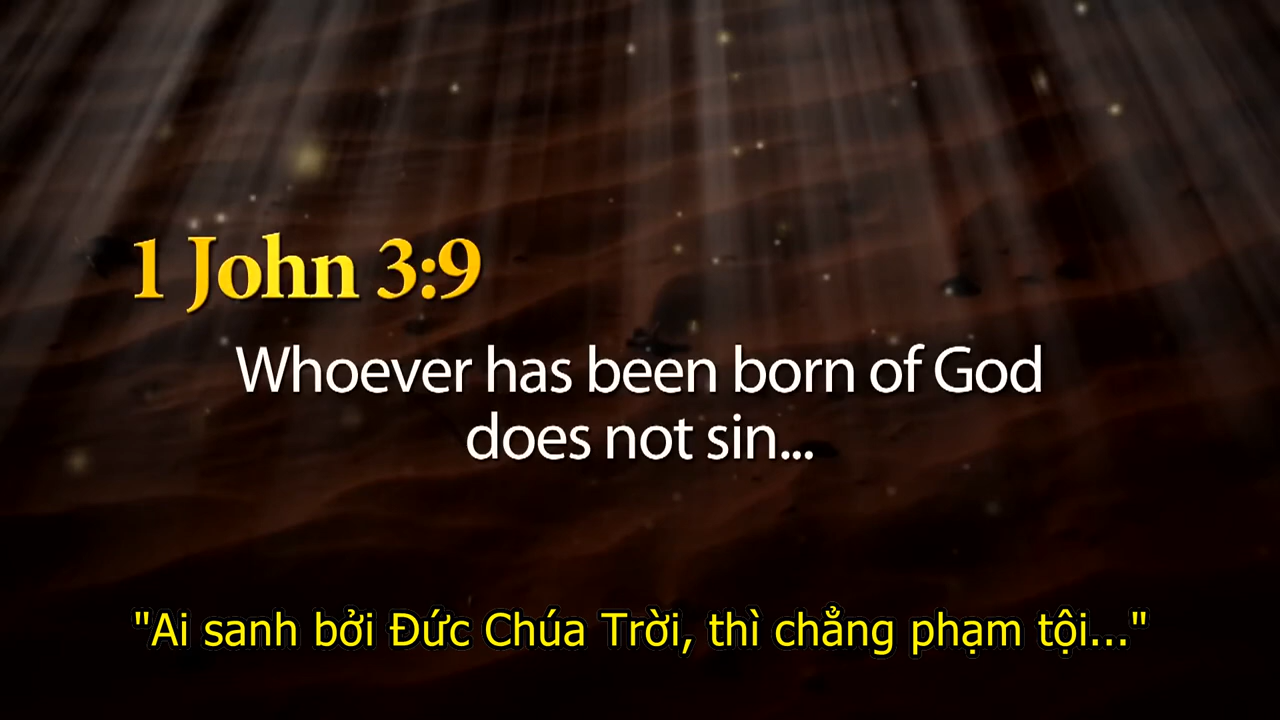 1 John 3:9
Whoever has been born of God
does not sin...
"Ai sanh bởi Đức Chúa Trời, thì chẳng phạm tội..."